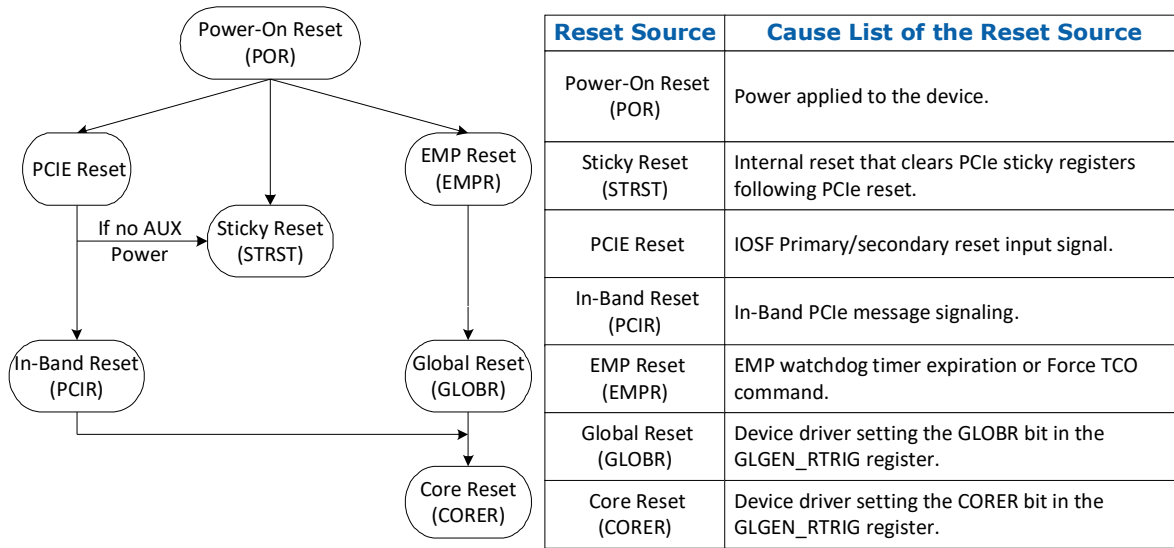 Power-On Reset
(POR)
PCIE Reset
EMP Reset
(EMPR)
If no AUX
Power
Sticky Reset
(STRST)
In-Band Reset
(PCIR)
Global Reset
(GLOBR)
Core Reset
(CORER)
Reset Source
Cause List of the Reset Source
Power-On Reset
(POR)
Power applied to the device.
Sticky Reset
(STRST)
Internal reset that clears PCIe sticky registers
following PCIe reset.
PCIE Reset
IOSF Primary/secondary reset input signal.
In-Band Reset
(PCIR)
In-Band PCIe message signaling.
EMP Reset
(EMPR)
EMP watchdog timer expiration or Force TCO
command.
Global Reset
(GLOBR)
Device driver setting the GLOBR bit in the
GLGEN_RTRIG register.
Core Reset
(CORER)
Device driver setting the CORER bit in the
GLGEN_RTRIG register.